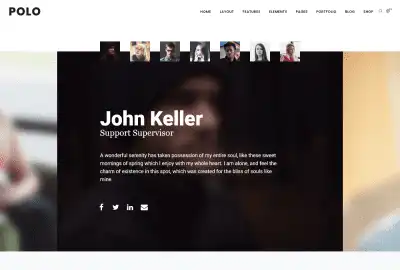 POLO
HOME LAYOUT FEATURES ELEMENTS PAGES PORTFOLIO BLOG SHOP
John Keller
Support Supervisor
A wonderful serenity has taken possession of my entire soul, like these sweet
mornings of spring which I enjoy with my whole heart. I am alone, and feel the
charm of existence in this spot, which was created for the bliss of souls like
mine